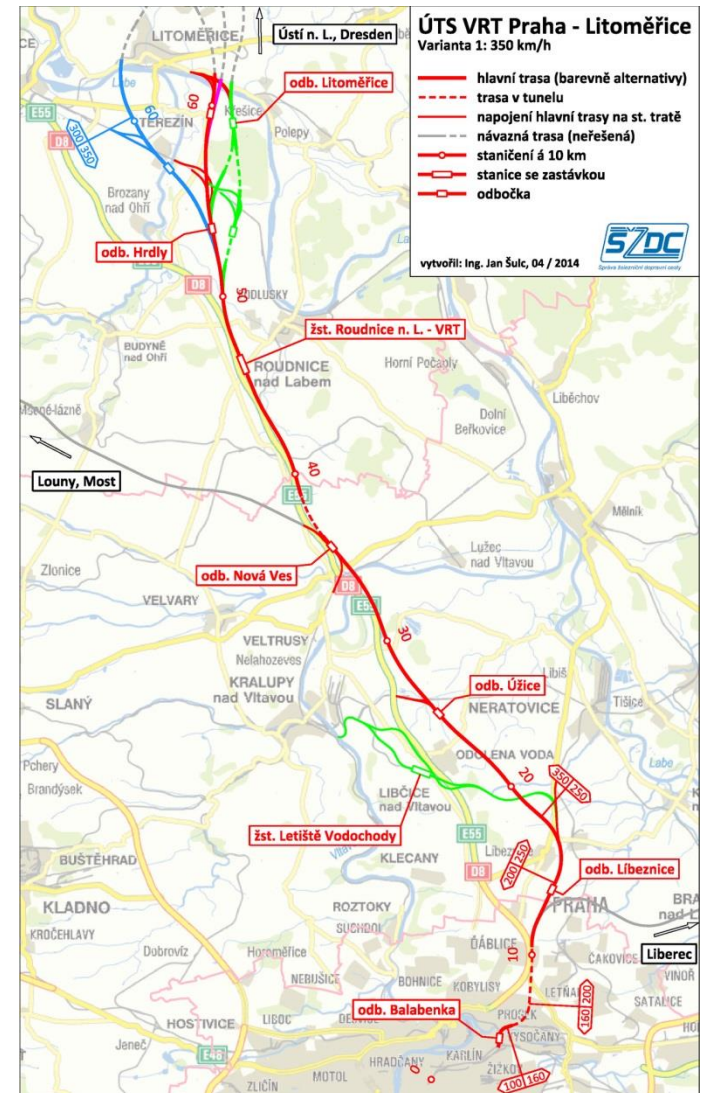 ÚTS VRT Praha - Litoměřice
Varianta 1: 350 km/h
hlavní trasa (barevně alternativy)
trasa v tunelu
napojení hlavní trasy na st. tratě
návazná trasa (neřešená)
staničení á 10 km
stanice se zastávkou
odbočka
SŽDC
Správa železniční dopravní cesty
vytvořil: Ing. Jan Šulc, 04 / 2014
LITOMĚŘICE
Ústí n. L., Dresden
odb. Litoměřice
E55
D8
60
60
Křešice
TEREZÍN
Polepy
300 350
Brozany
nad Ohří
odb. Hrdly
D8
50
žst. Roudnice n. L. - VRT
BUDYNĚ
nad Ohří
ROUDNICE
nad Labem
Horní Počaply
Liběchov
Dolní
Beřkovice
Louny, Most
40
Mělník
odb. Nová Ves
Lužec
nad Vltavou
Zlonice
D8
VELVARY
30
VELTRUSY
Nelahozeves
KRALUPY
nad Vltavou
odb. Úžice
Libiš
NERATOVICE
Tišice
SLANÝ
Labe
ODOLENA VODA
20
350 250
Pchery
Brandýsek
LIBČICE
nad Vltavou
žst. Letiště Vodochody
E55
KLECANY
D8
200 250
odb. Líbeznice
BUŠTĚHRAD
KLADNO
ROZTOKY
PRAHA
Liberec
KROČEHLAVY
Dobrovíz
Horoměřice
ĎÁBLICE
10
ČAKOVICE
VINOŘ
NEBUŠICE
BOHNICE
KOBYLISY
LETŇANY
SATALICE
odb. Balabenka
PROSEK
160 200
HOSTIVICE
LIBOC
VYSOČANY
Jeneč
E48
HRADČANY
KARLÍN
100 160
ŽIŽKOV
0
MOTOL
ZLIČÍN